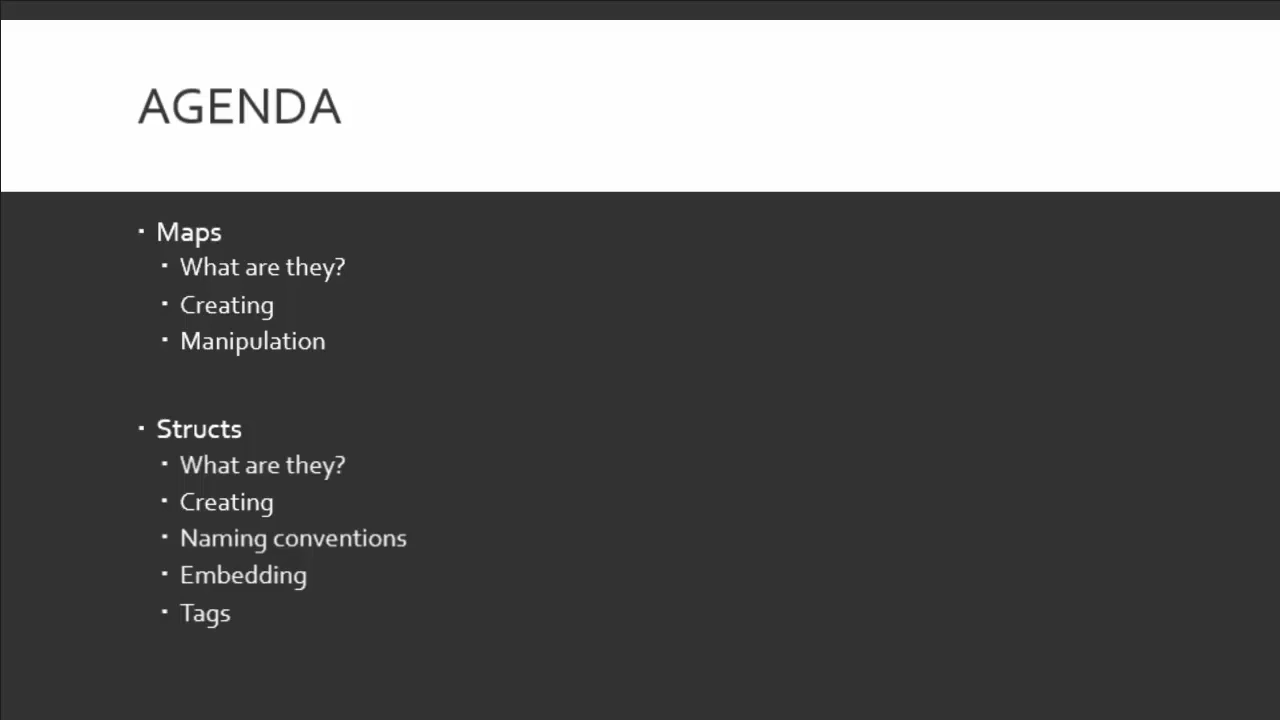 AGENDA
Maps
What are they?
Creating
Manipulation
Structs
What are they?
Creating
Naming conventions
Embedding
Tags